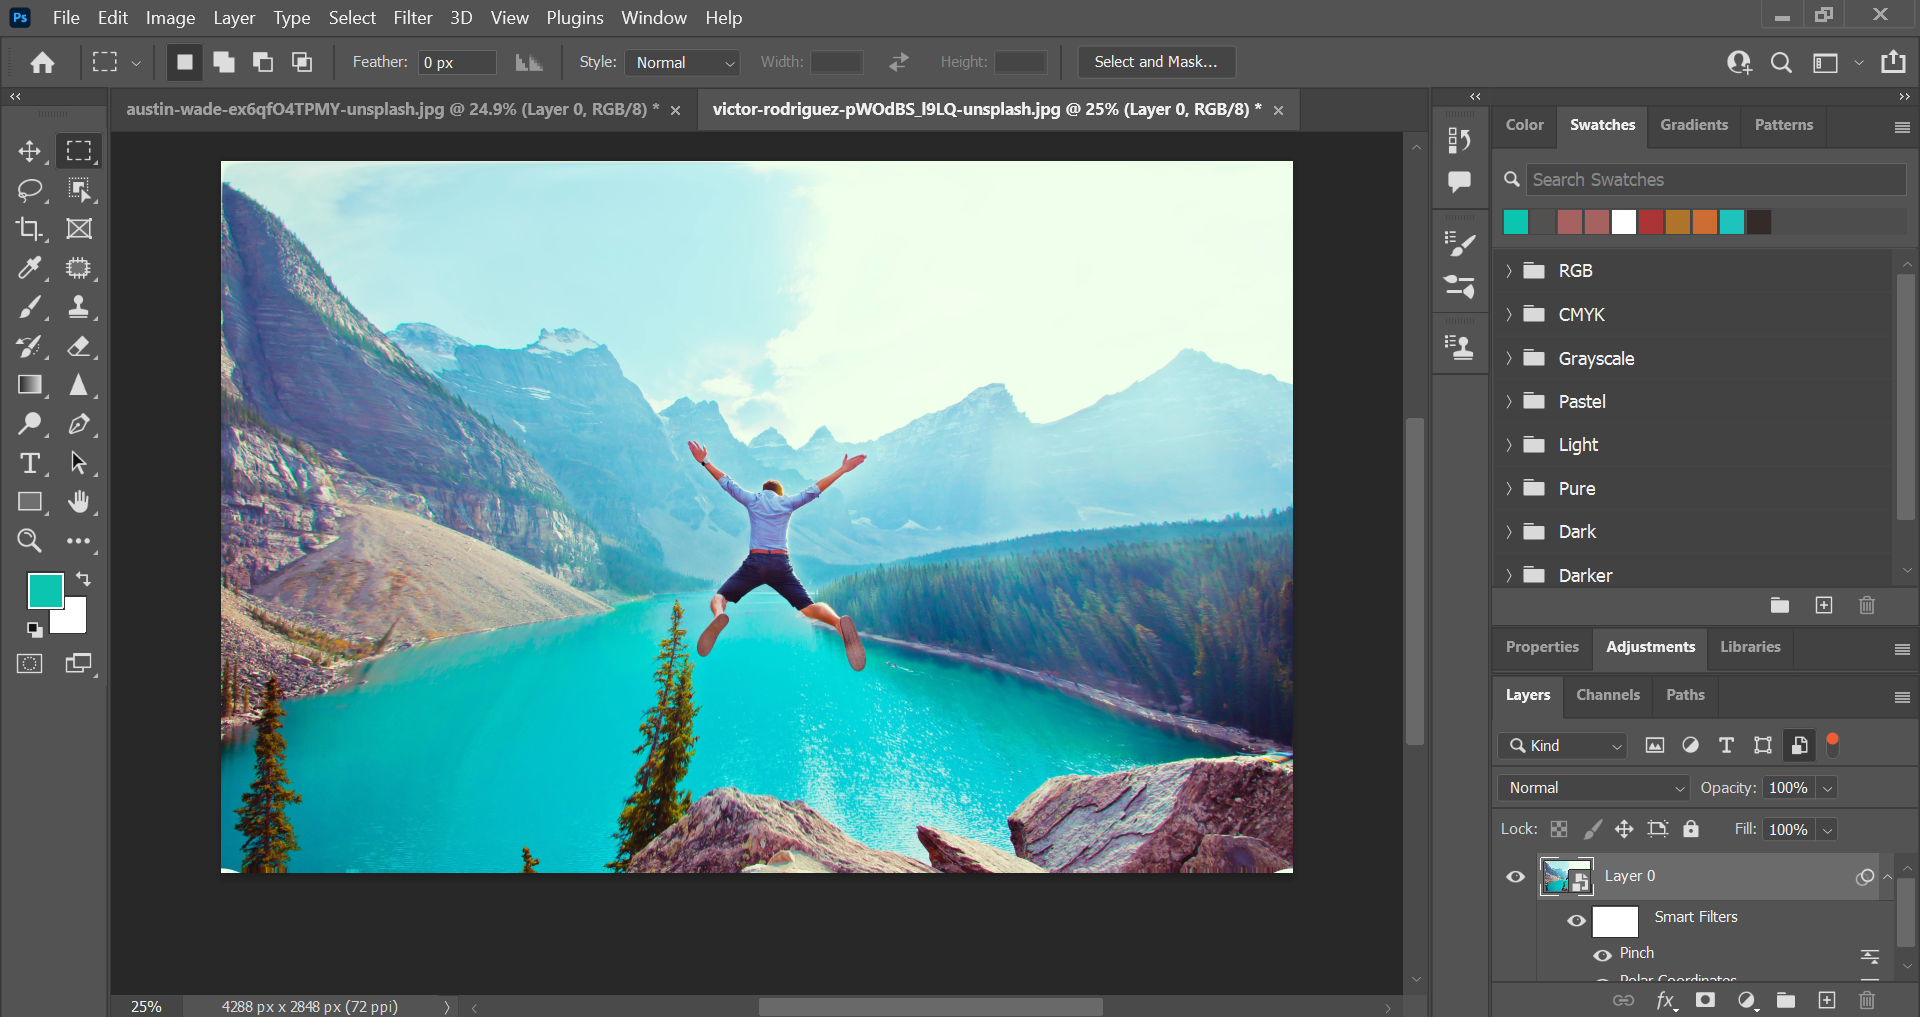 Ps File Edit Image Layer Type Select Filter 3D View Plugins Window Help
Feather: 0 px Style: Normal Width: Height: Select and Mask...
austin-wade-ex6qfO4TPMY-unsplash.jpg @ 24.9% (Layer 0, RGB/8) *
victor-rodriguez-pWOdBS_l9LQ-unsplash.jpg @ 25% (Layer 0, RGB/8) *
Color Swatches Gradients Patterns
Search Swatches
RGB
CMYK
Grayscale
Pastel
Light
Pure
Dark
Darker
Properties Adjustments Libraries
Layers Channels Paths
Kind
Normal Opacity: 100%
Lock: Fill: 100%
Layer 0
Smart Filters
Pinch
Polar Coordinates
25% 4288 px x 2848 px (72 ppi)